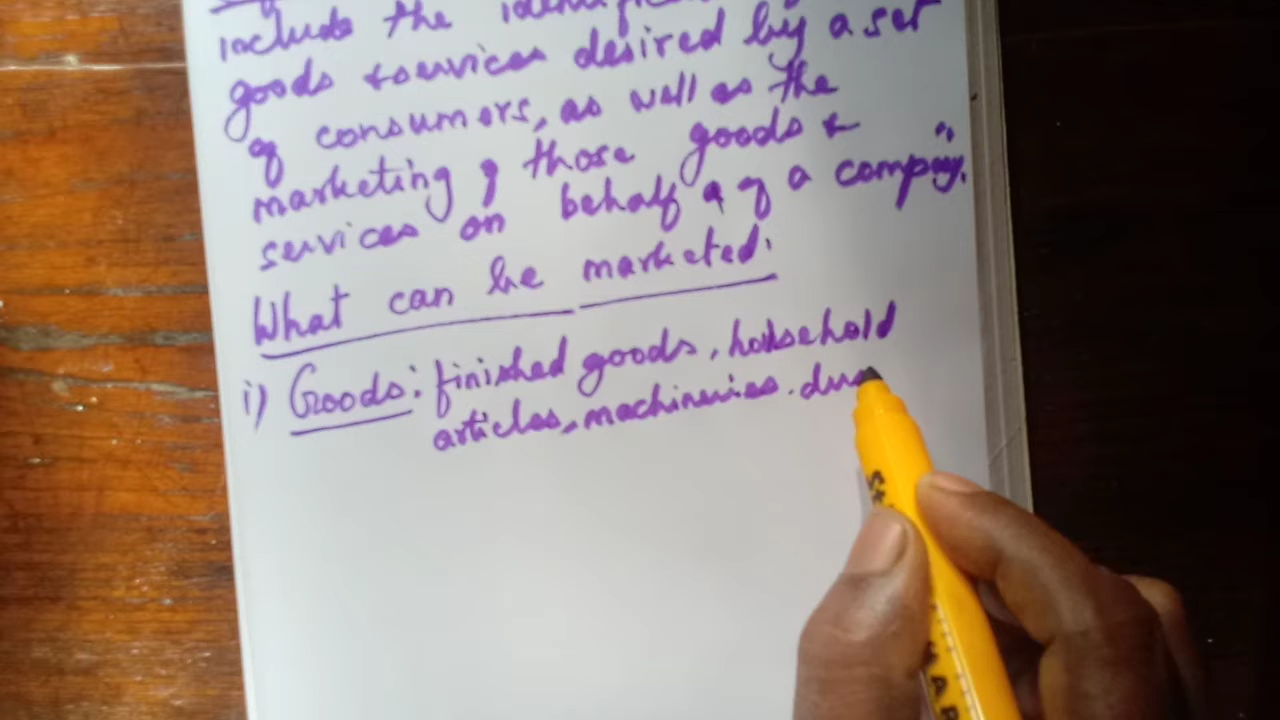 include the
goods & services desired by a set
of consumers, as well as the
marketing of those goods &
services on behalf of a company."
What can be marketed:
i) Goods: finished goods, household
articles, machineries. du